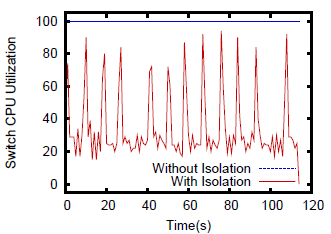 100
80
60
40
20
0
Switch CPU Utilization
Without Isolation
With Isolation
0 20 40 60 80 100 120
Time(s)